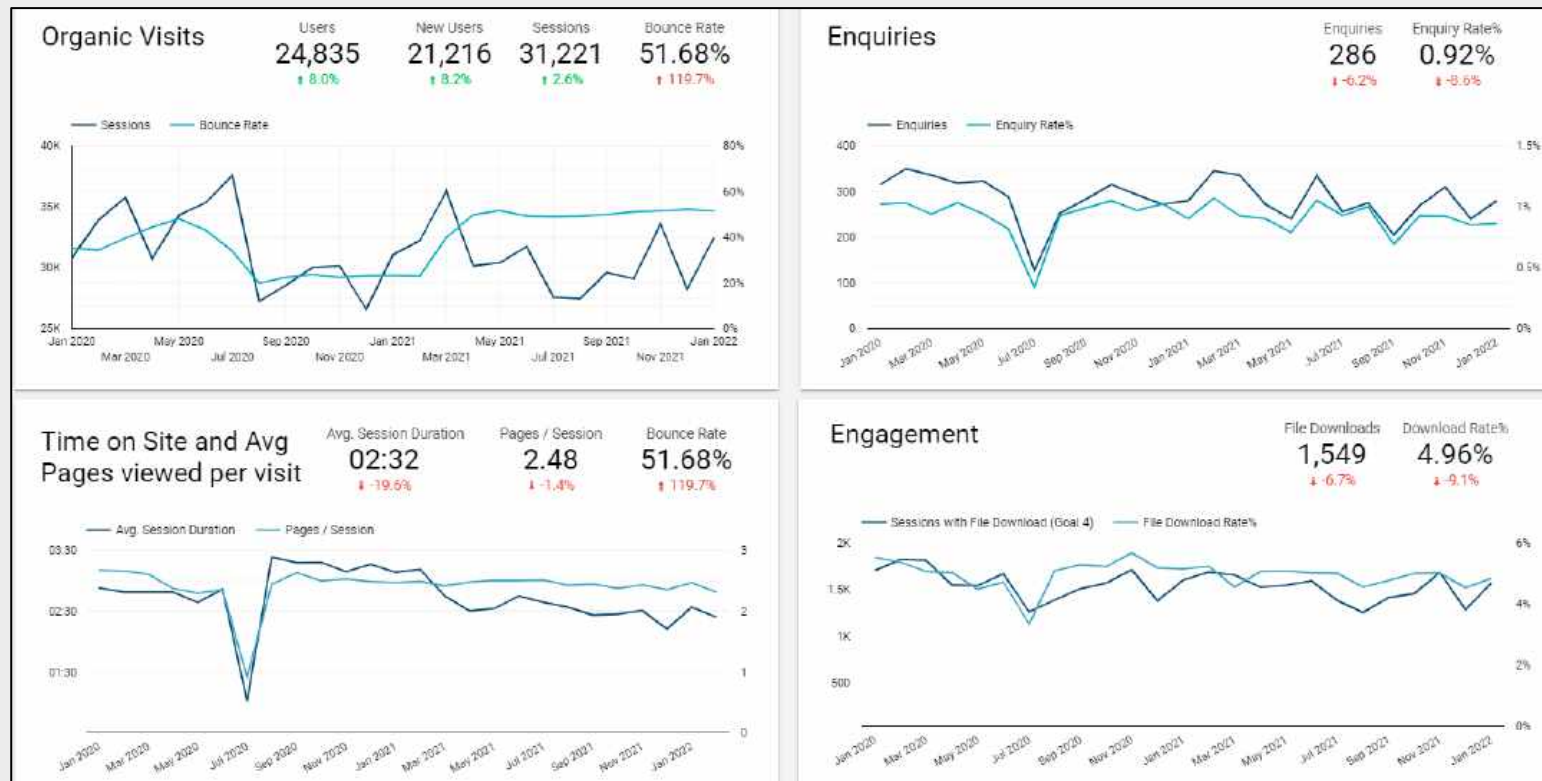 Organic Visits
Users
24,835
8.0%
New Users
21,216
8.2%
Sessions
31,221
2.6%
Bounce Rate
51.68%
119.7%
Sessions
Bounce Rate
40K
35K
30K
25K
80%
60%
40%
20%
0%
Jan 2020
Mar 2020
May 2020
Jul 2020
Sep 2020
Nov 2020
Jan 2021
Mar 2021
May 2021
Jul 2021
Sep 2021
Nov 2021
Jan 2022
Enquiries
Enquiries
286
-6.2%
Enquiry Rate%
0.92%
-8.6%
Enquiries
Enquiry Rate%
400
300
200
100
0
1.5%
1%
0.5%
0%
Jan 2020
Mar 2020
May 2020
Jul 2020
Sep 2020
Nov 2020
Jan 2021
Mar 2021
May 2021
Jul 2021
Sep 2021
Nov 2021
Jan 2022
Time on Site and Avg
Pages viewed per visit
Avg. Session Duration
02:32
-19.6%
Pages / Session
2.48
-1.4%
Bounce Rate
51.68%
119.7%
Avg. Session Duration
Pages / Session
03:30
02:30
01:30
3
2
1
0
Jan 2020
Mar 2020
May 2020
Jul 2020
Sep 2020
Nov 2020
Jan 2021
Mar 2021
May 2021
Jul 2021
Sep 2021
Nov 2021
Jan 2022
Engagement
File Downloads
1,549
-6.7%
Download Rate%
4.96%
-9.1%
Sessions with File Download (Goal 4)
File Download Rate%
2K
1.5K
1K
500
6%
4%
2%
0%
Jan 2020
Mar 2020
May 2020
Jul 2020
Sep 2020
Nov 2020
Jan 2021
Mar 2021
May 2021
Jul 2021
Sep 2021
Nov 2021
Jan 2022